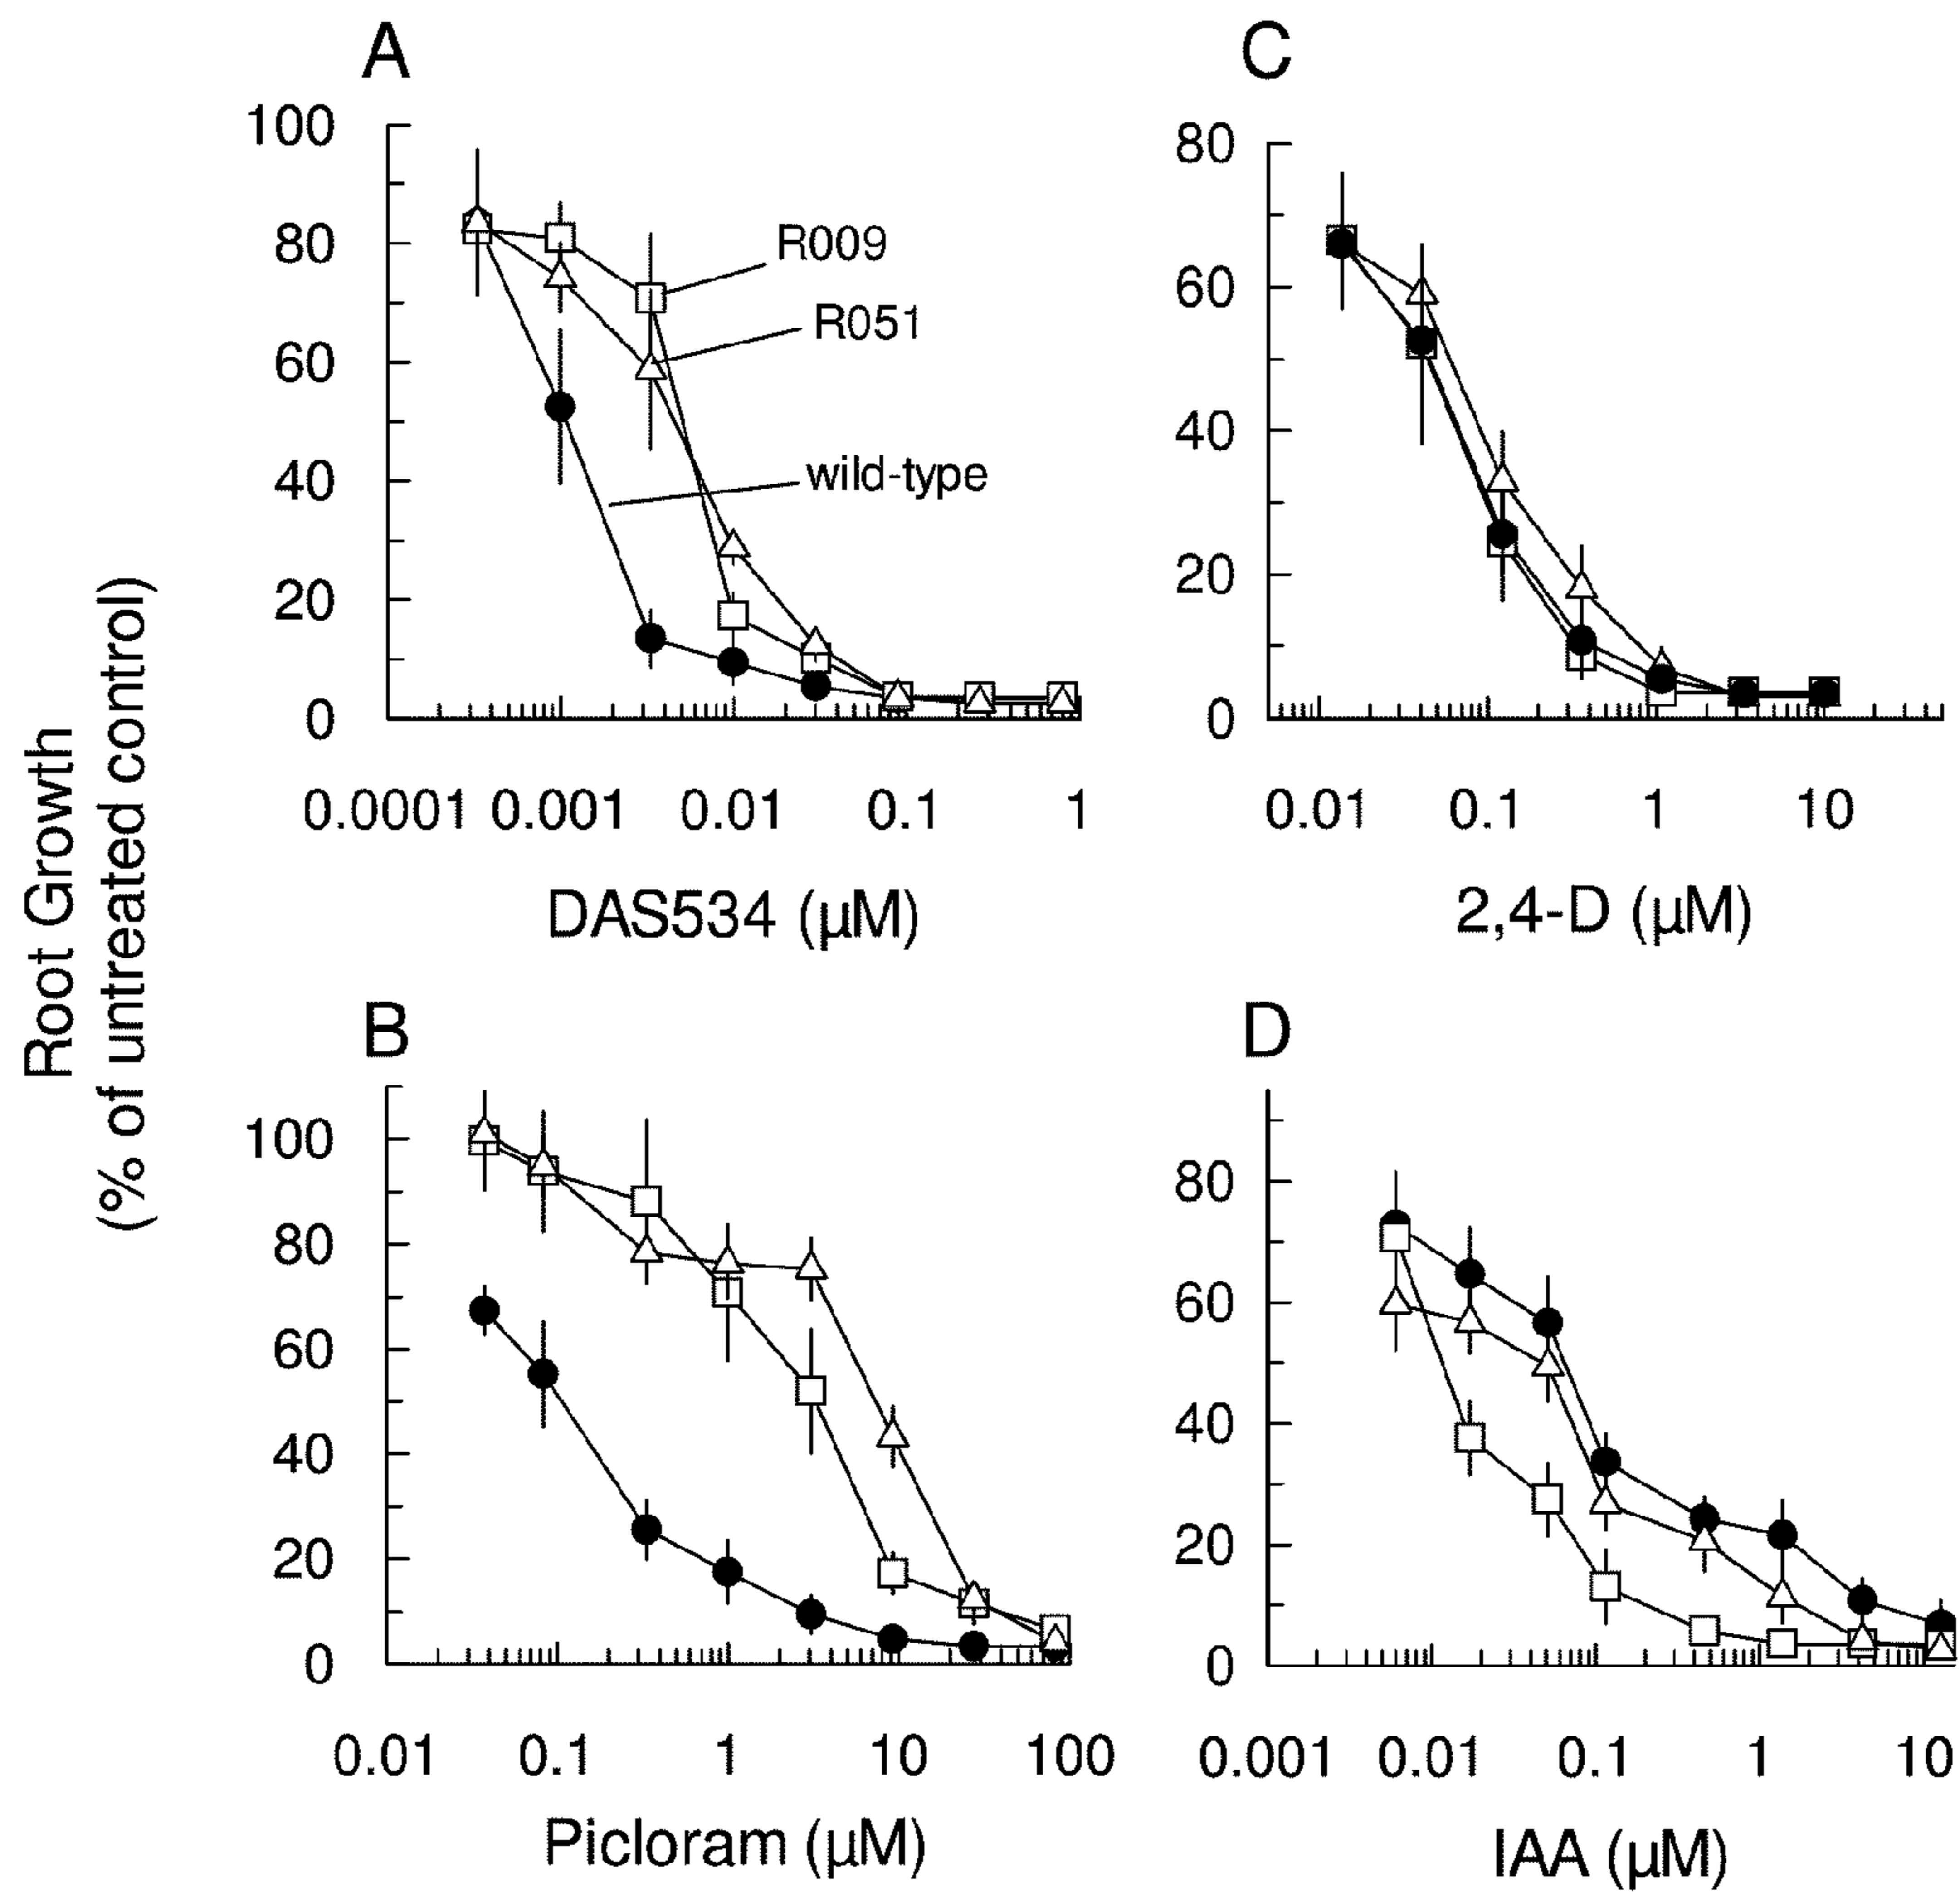 A
100
80
60
40
20
0
R009
R051
wild-type
0.0001 0.001 0.01 0.1 1
DAS534 (μM)
C
80
60
40
20
0
0.01 0.1 1 10
2,4-D (μM)
Root Growth
(% of untreated control)
B
100
80
60
40
20
0
0.01 0.1 1 10 100
Picloram (μM)
D
80
60
40
20
0
0.001 0.01 0.1 1 10
IAA (μM)